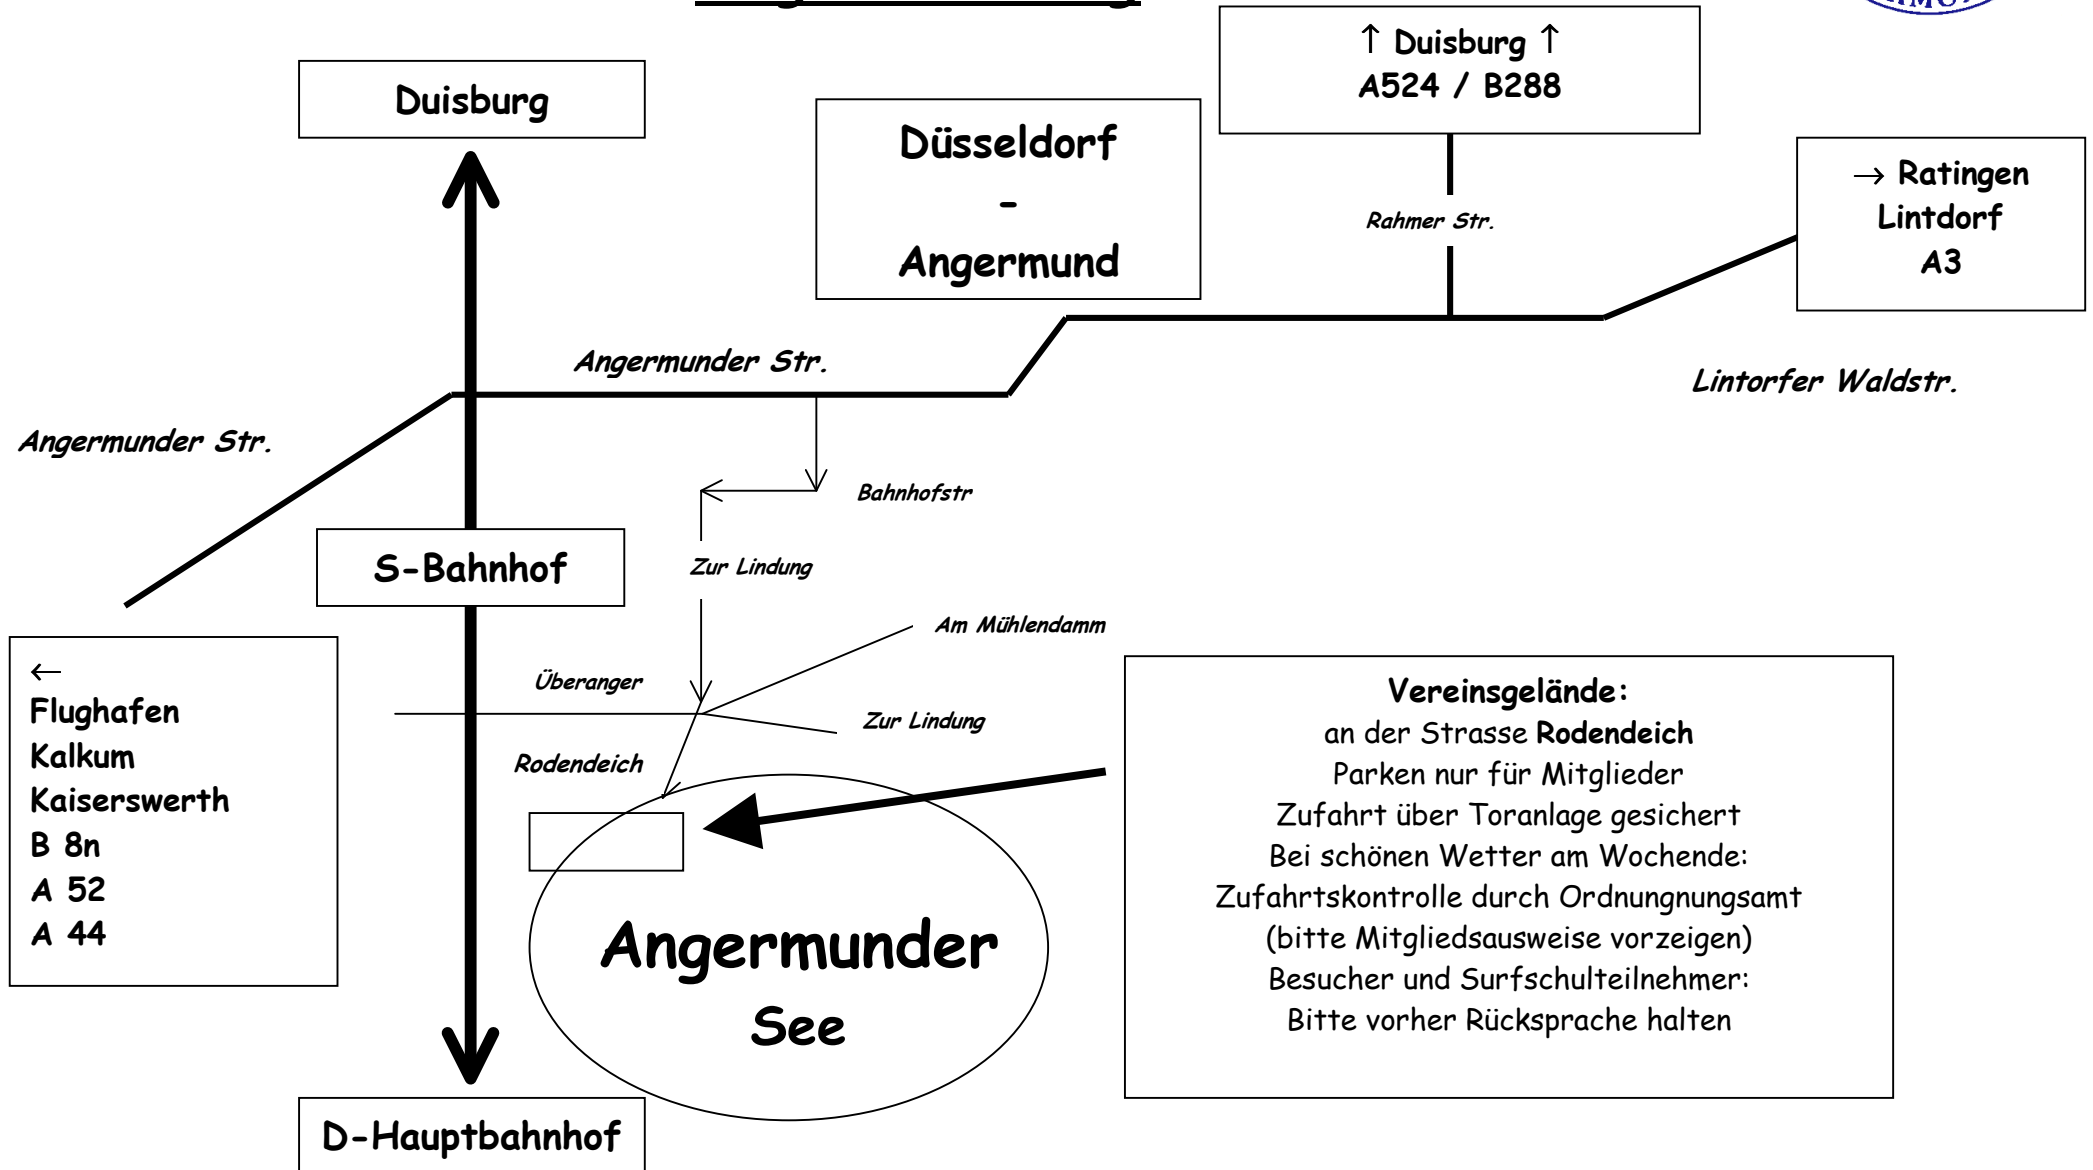 ↑ Duisburg ↑
A524 / B288
Duisburg
Düsseldorf
-
Angermund
→ Ratingen
Lintdorf
A3
Rahmer Str.
Angermunder Str.
Lintorfer Waldstr.
Angermunder Str.
Bahnhofstr
S-Bahnhof
Zur Lindung
Am Mühlendamm
Überanger
Zur Lindung
Rodendeich
←
Flughafen
Kalkum
Kaiserswerth
B 8n
A 52
A 44
Vereinsgelände:
an der Strasse Rodendeich
Parken nur für Mitglieder
Zufahrt über Toranlage gesichert
Bei schönen Wetter am Wochende:
Zufahrtskontrolle durch Ordnungnungsamt
(bitte Mitgliedsausweise vorzeigen)
Besucher und Surfschulteilnehmer:
Bitte vorher Rücksprache halten
Angermunder
See
D-Hauptbahnhof